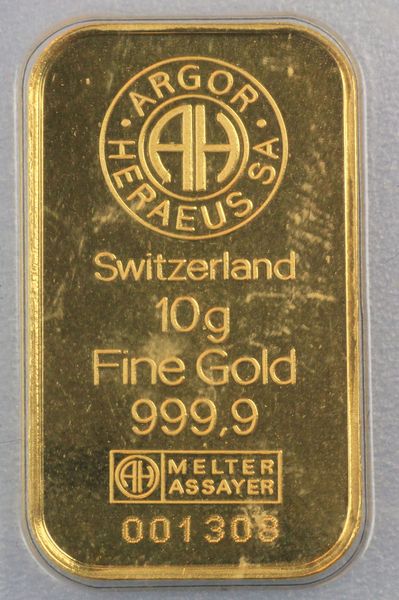 · ARGOR ·
HERAEUS SA
AH
Switzerland
10g
Fine Gold
999,9
AH MELTER
ASSAYER
001308